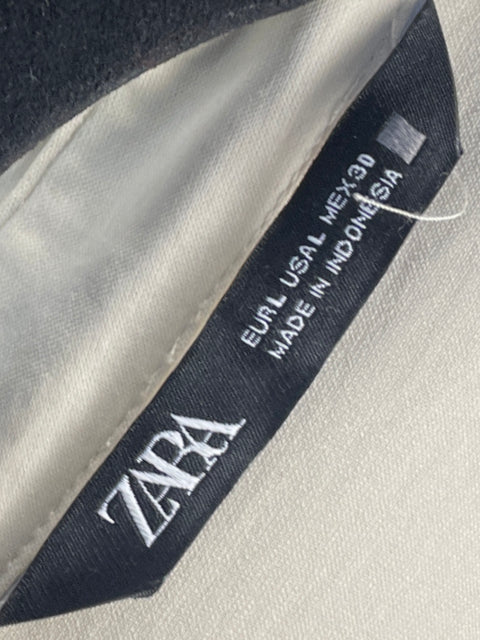 ZARA
EUR L USA L MEX 30
MADE IN INDONESIA